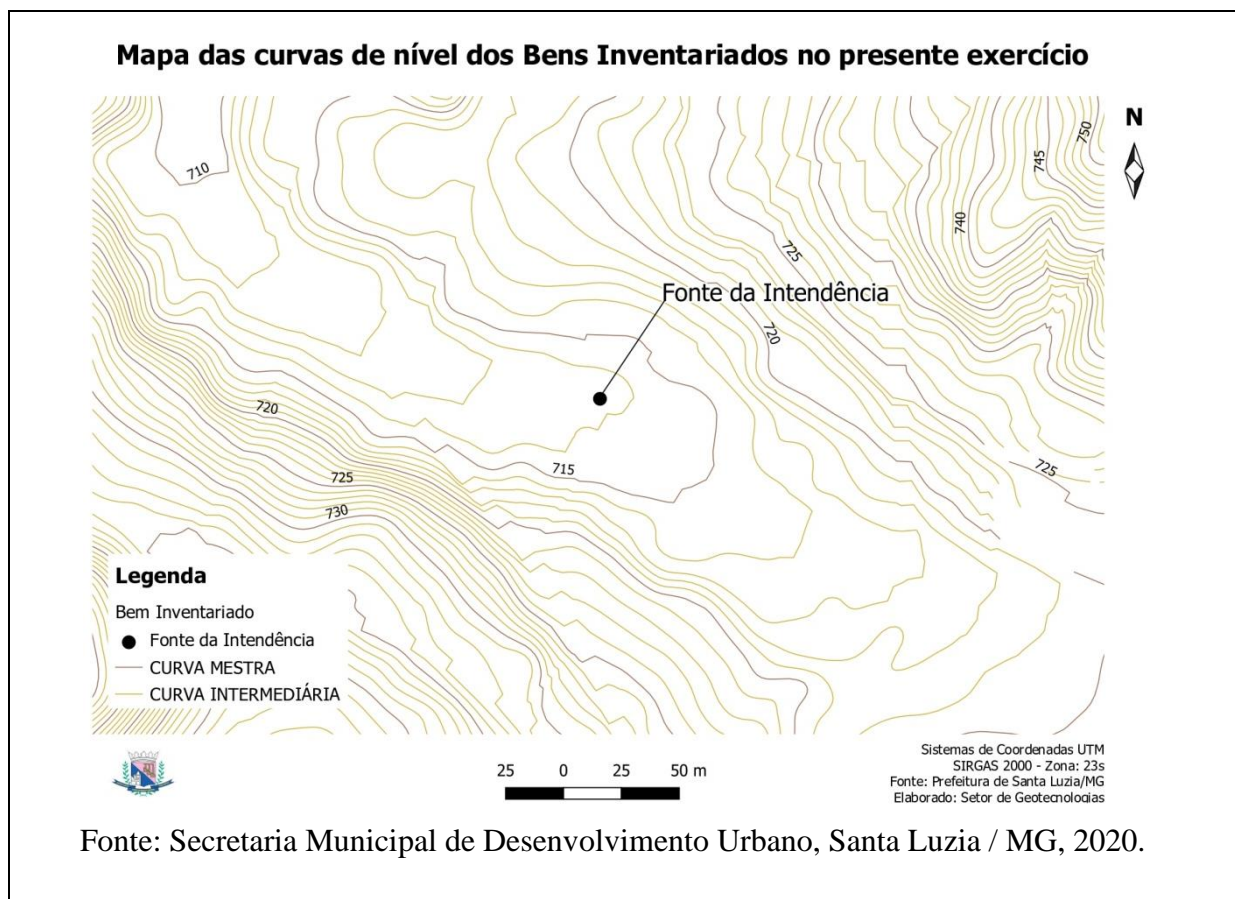 Mapa das curvas de nível dos Bens Inventariados no presente exercício
N
710
750
745
740
725
Fonte da Intendência
720
720
715
725
725
730
Legenda
Bem Inventariado
Fonte da Intendência
CURVA MESTRA
CURVA INTERMEDIÁRIA
25 0 25 50 m
Sistemas de Coordenadas UTM
SIRGAS 2000 - Zona: 23s
Fonte: Prefeitura de Santa Luzia/MG
Elaborado: Setor de Geotecnologias
Fonte: Secretaria Municipal de Desenvolvimento Urbano, Santa Luzia / MG, 2020.